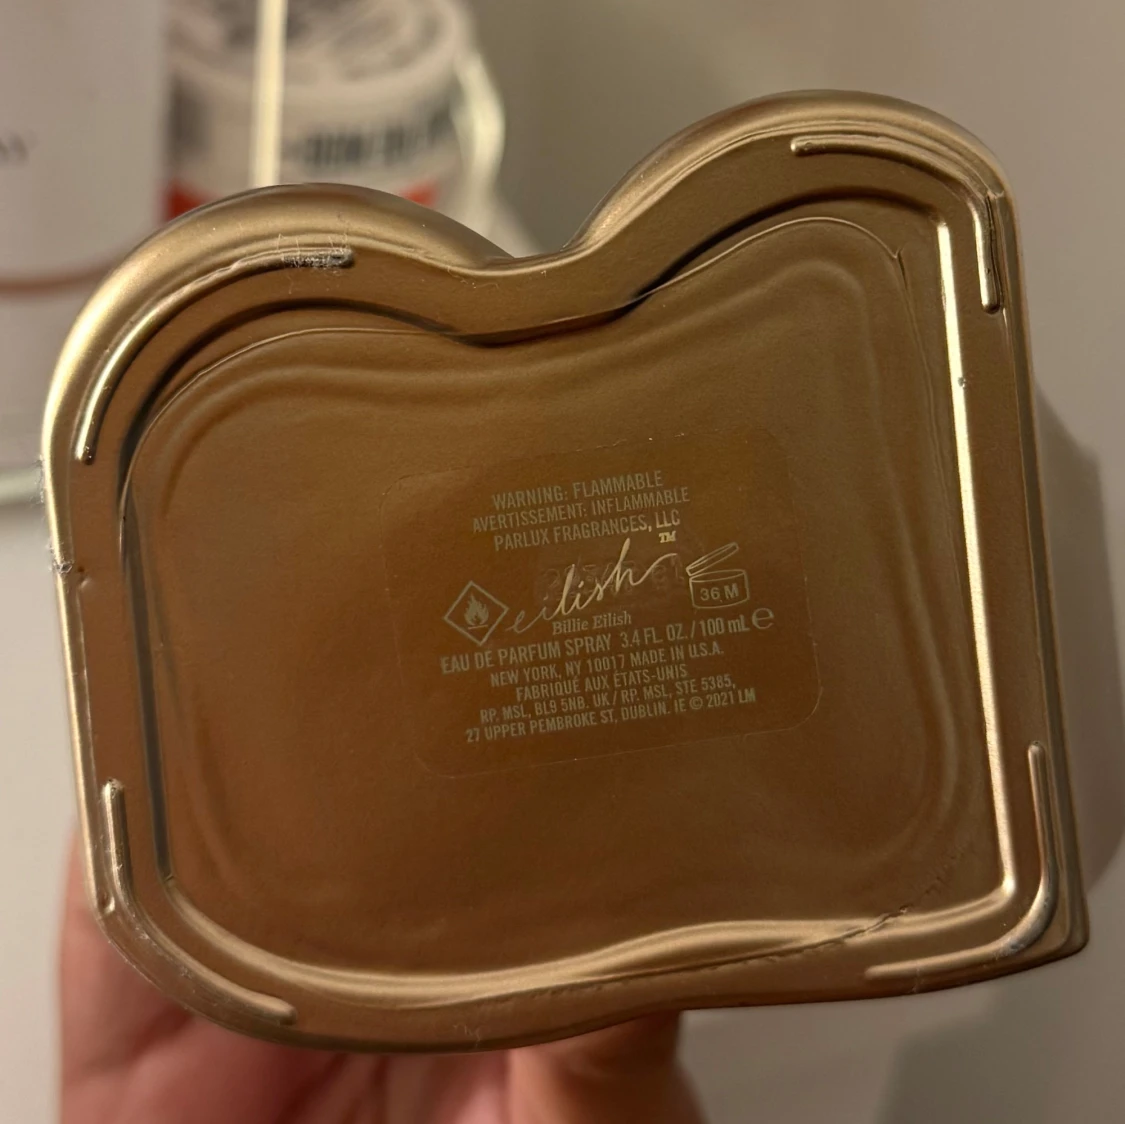 WARNING: FLAMMABLE
AVERTISSEMENT: INFLAMMABLE
PARLUX FRAGRANCES, LLC
eilish™
36 M
Billie Eilish
EAU DE PARFUM SPRAY 3.4 FL. OZ. / 100 mL ℮
NEW YORK, NY 10017 MADE IN U.S.A.
FABRIQUÉ AUX ÉTATS-UNIS
RP. MSL, BL9 5NB. UK / RP. MSL, STE 5385,
27 UPPER PEMBROKE ST, DUBLIN. IE © 2021 LM